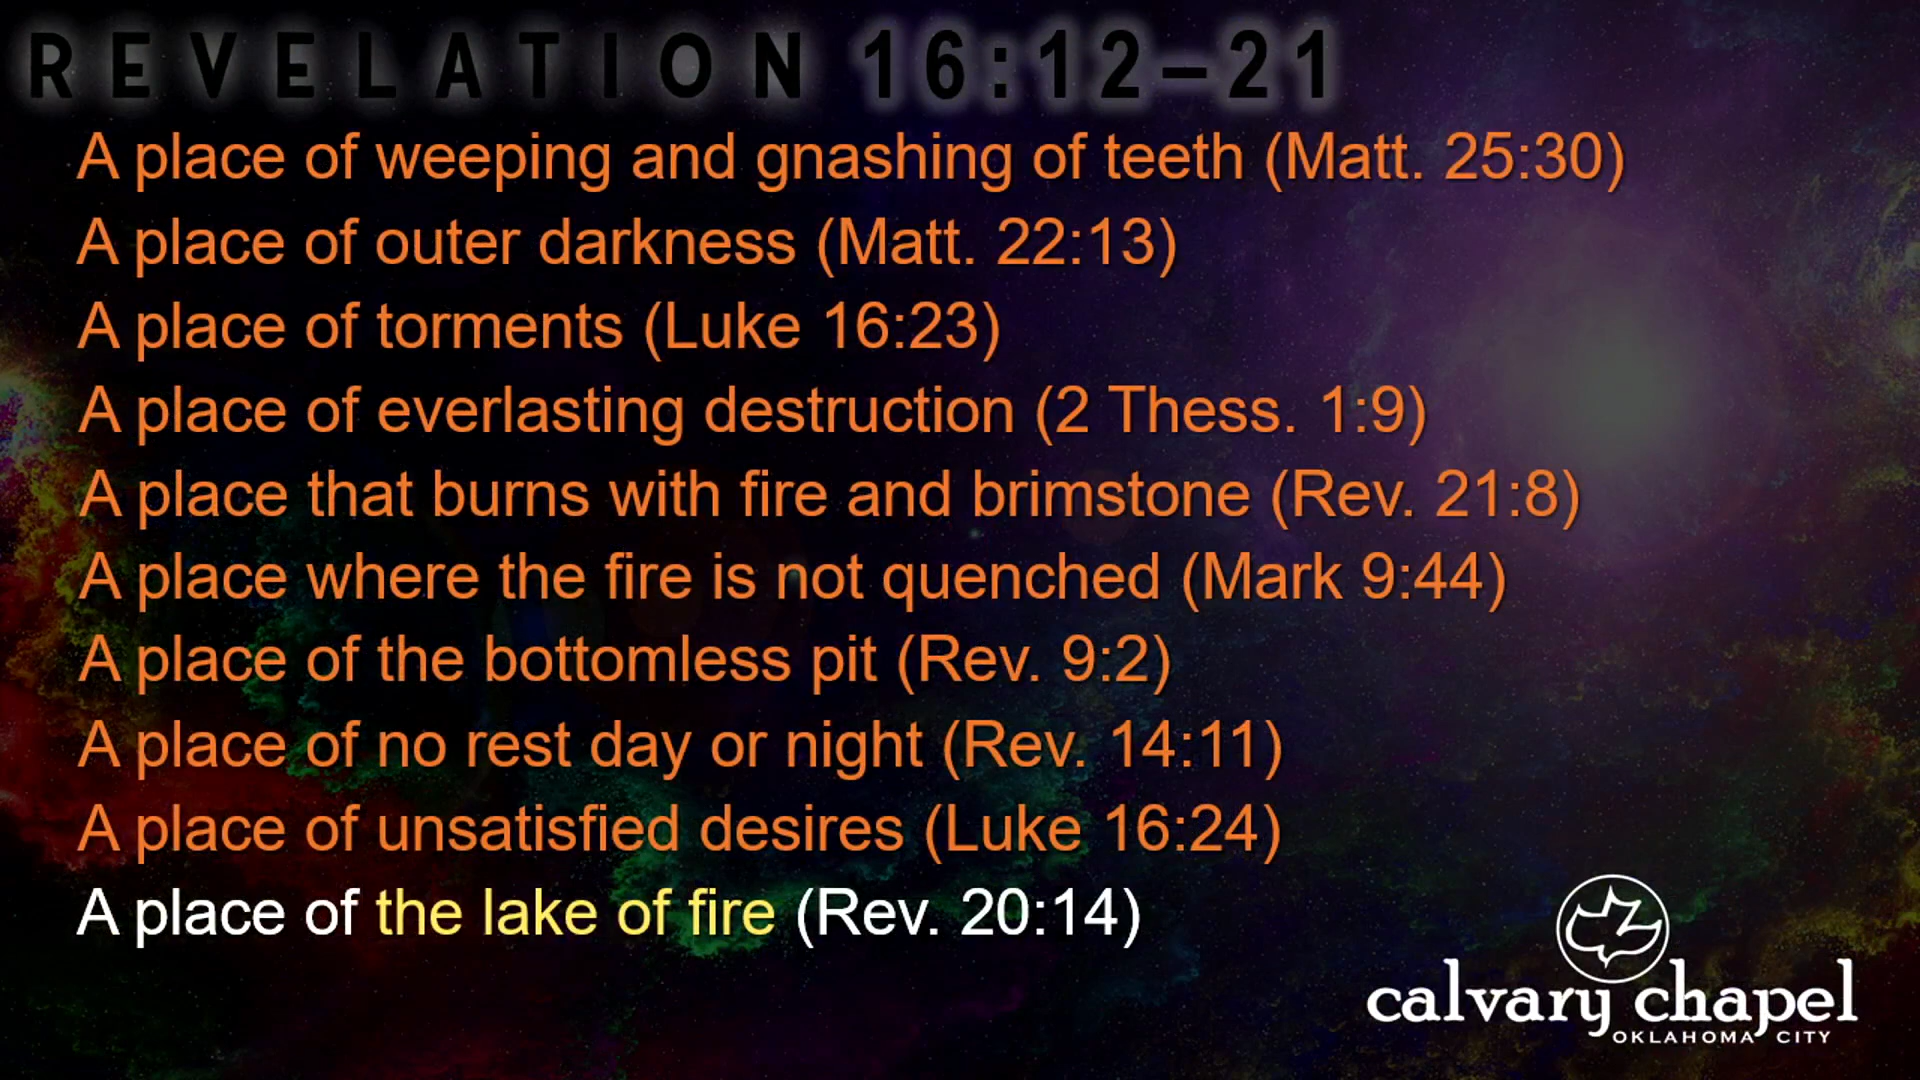 REVELATION 16:12–21
A place of weeping and gnashing of teeth (Matt. 25:30)
A place of outer darkness (Matt. 22:13)
A place of torments (Luke 16:23)
A place of everlasting destruction (2 Thess. 1:9)
A place that burns with fire and brimstone (Rev. 21:8)
A place where the fire is not quenched (Mark 9:44)
A place of the bottomless pit (Rev. 9:2)
A place of no rest day or night (Rev. 14:11)
A place of unsatisfied desires (Luke 16:24)
A place of the lake of fire (Rev. 20:14)
calvary chapel
OKLAHOMA CITY